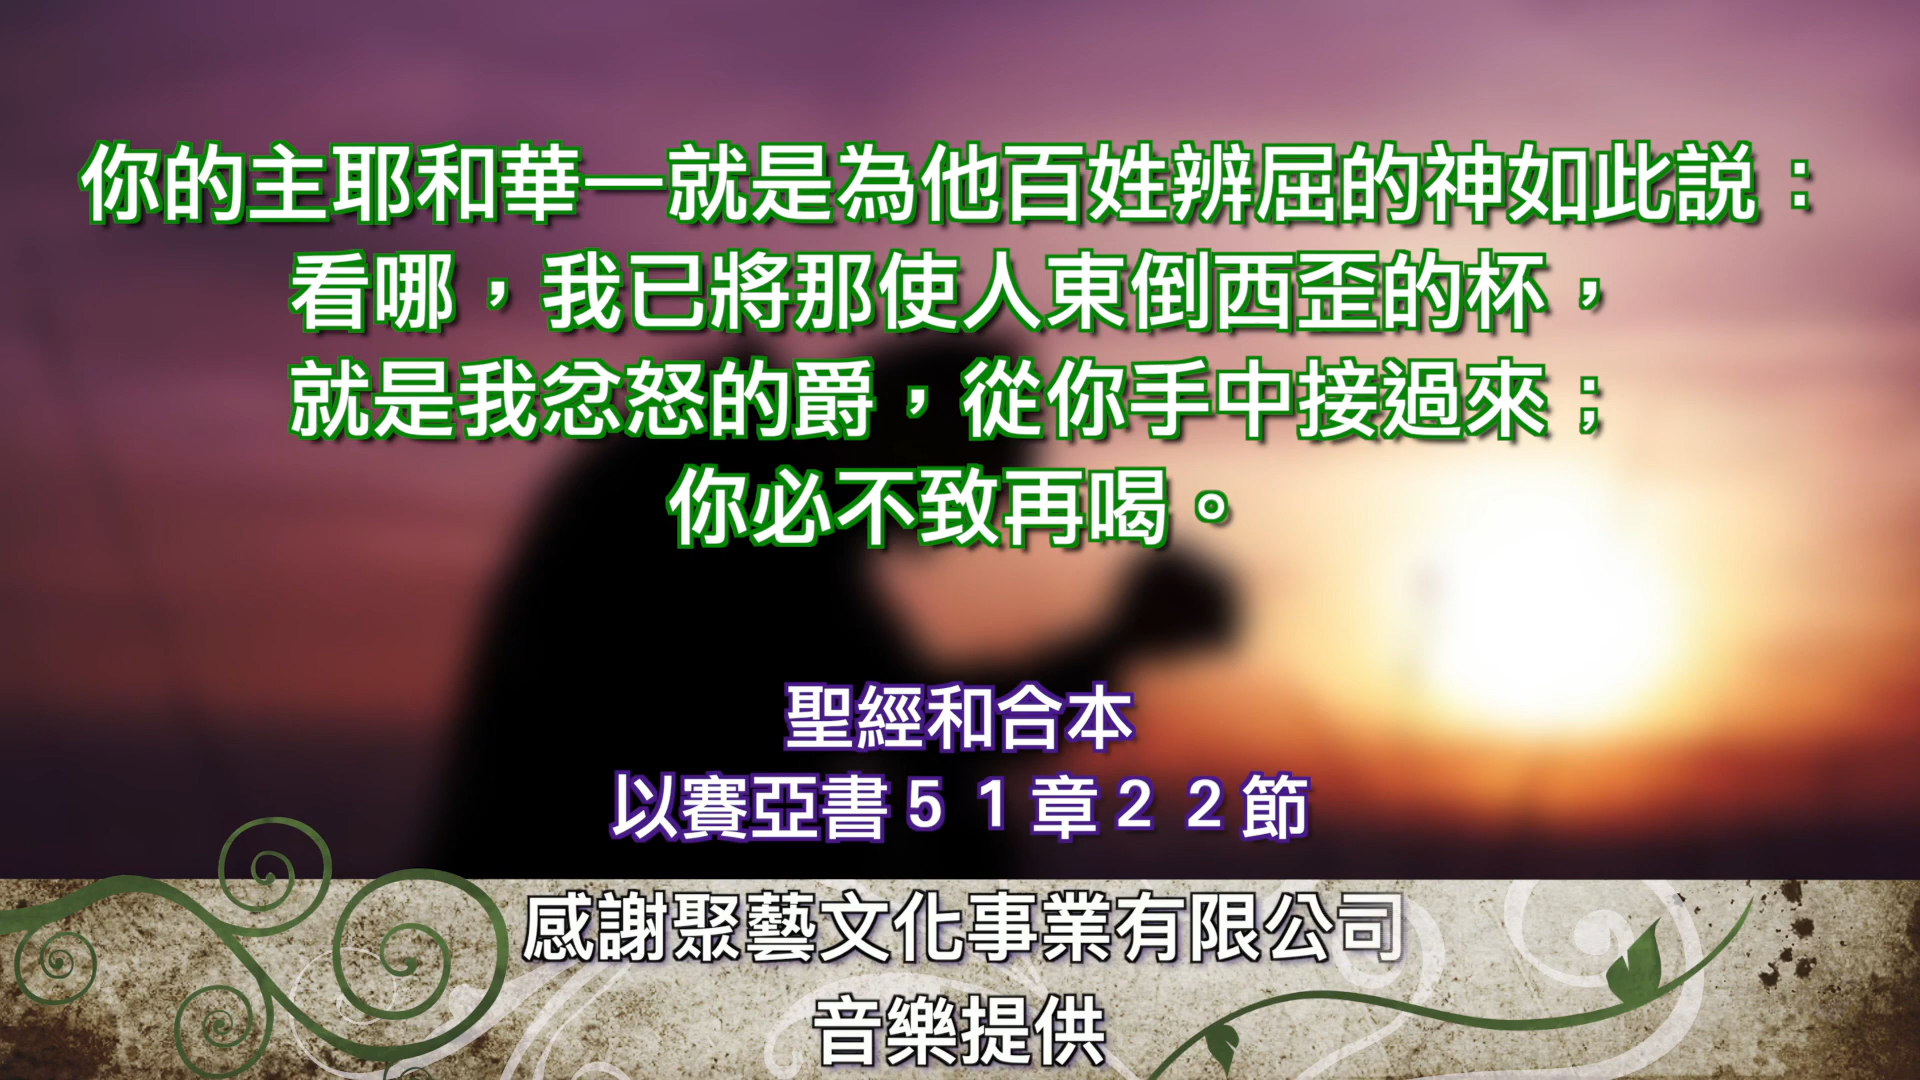 你的主耶和華─就是為他百姓辨屈的神如此說：
看哪，我已將那使人東倒西歪的杯，
就是我忿怒的爵，從你手中接過來；
你必不致再喝。
聖經和合本
以賽亞書５１章２２節
感謝聚藝文化事業有限公司
音樂提供